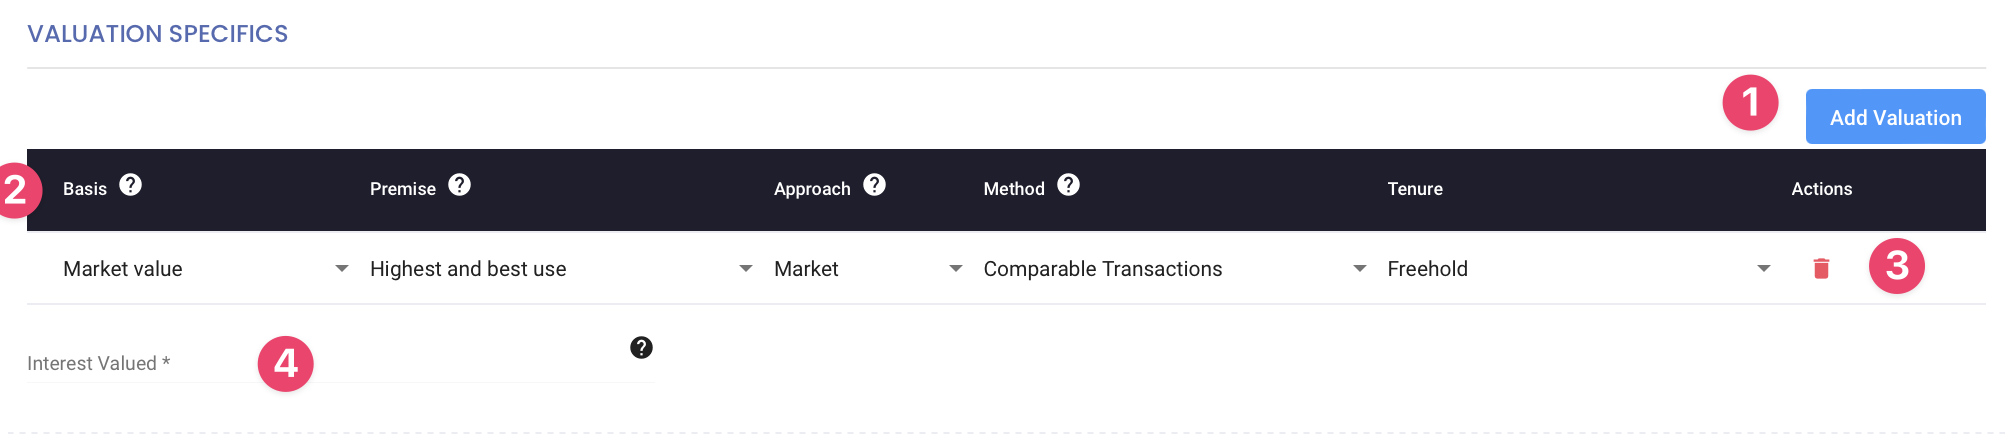 VALUATION SPECIFICS
1 Add Valuation
2 Basis ? Premise ? Approach ? Method ? Tenure Actions
Market value Highest and best use Market Comparable Transactions Freehold 3
Interest Valued * 4 ?